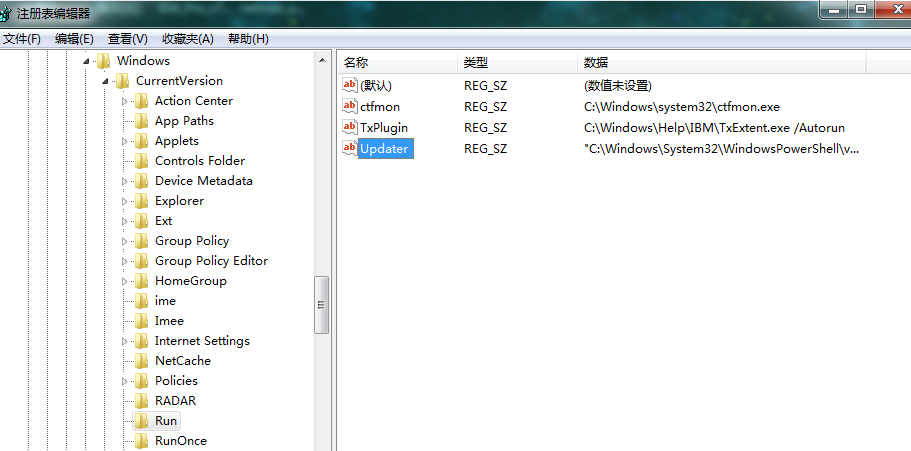 注册表编辑器
文件(F) 编辑(E) 查看(V) 收藏夹(A) 帮助(H)
Windows
CurrentVersion
Action Center
App Paths
Applets
Controls Folder
Device Metadata
Explorer
Ext
Group Policy
Group Policy Editor
HomeGroup
ime
Imee
Internet Settings
NetCache
Policies
RADAR
Run
RunOnce
名称 类型 数据
(默认) REG_SZ (数值未设置)
ctfmon REG_SZ C:\Windows\system32\ctfmon.exe
TxPlugin REG_SZ C:\Windows\Help\IBM\TxExtent.exe /Autorun
Updater REG_SZ "C:\Windows\System32\WindowsPowerShell\v...